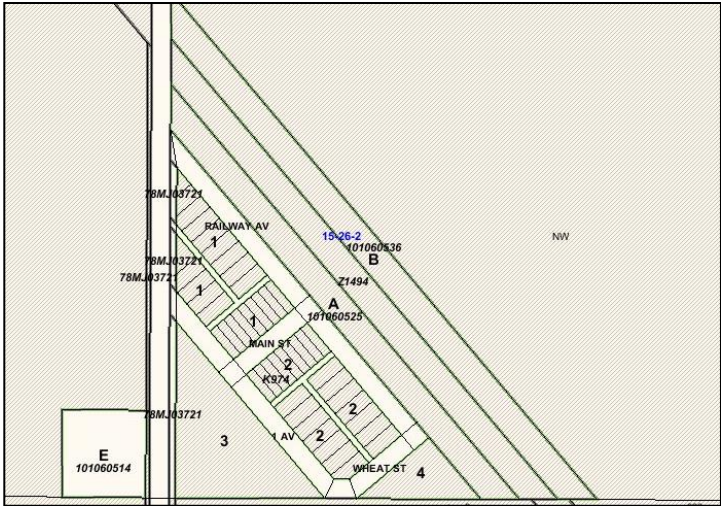 78MJ03721
RAILWAY AV
1
15-26-2
NW
101060536
B
78MJ03721
78MJ03721
Z1494
1
A
101060525
1
MAIN ST
2
K974
2
78MJ03721
3
1 AV
2
E
101060514
WHEAT ST
4